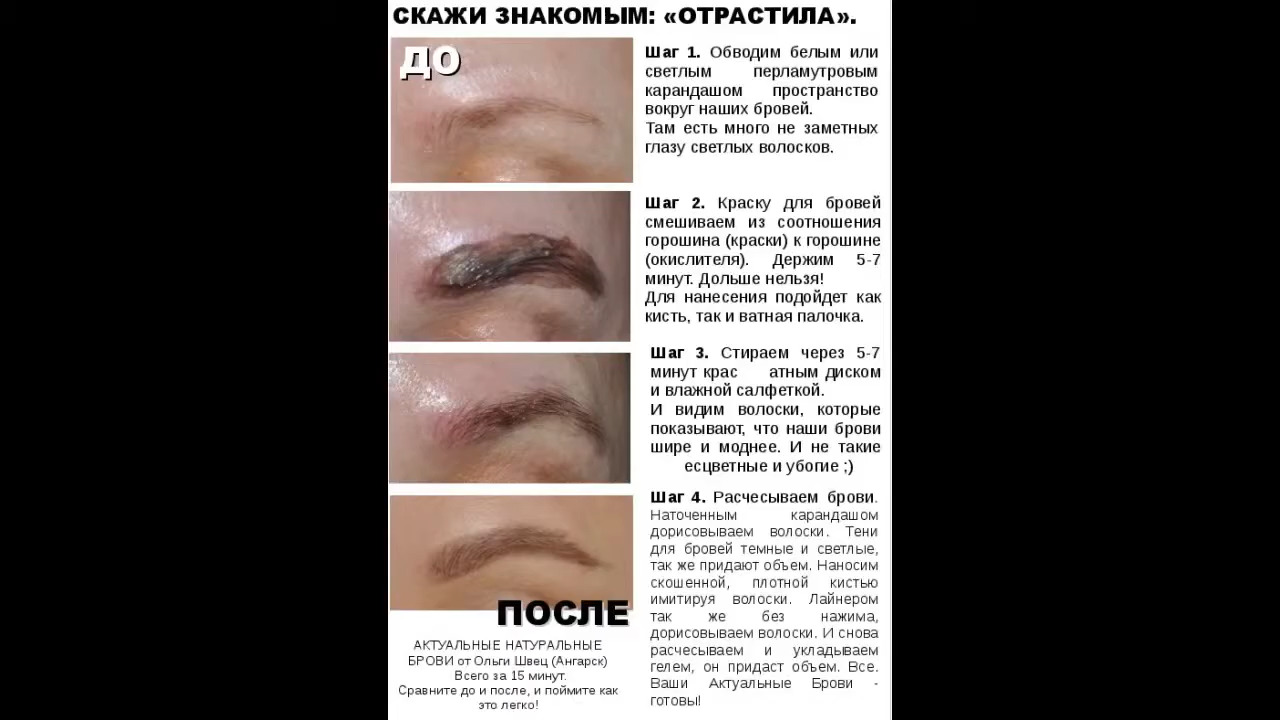 СКАЖИ ЗНАКОМЫМ: «ОТРАСТИЛА».
ДО
Шаг 1. Обводим белым или
светлым перламутровым
карандашом пространство
вокруг наших бровей.
Там есть много не заметных
глазу светлых волосков.
Шаг 2. Краску для бровей
смешиваем из соотношения
горошина (краски) к горошине
(окислителя). Держим 5-7
минут. Дольше нельзя!
Для нанесения подойдет как
кисть, так и ватная палочка.
Шаг 3. Стираем через 5-7
минут крас атным диском
и влажной салфеткой.
И видим волоски, которые
показывают, что наши брови
шире и моднее. И не такие
есцветные и убогие ;)
Шаг 4. Расчесываем брови.
Наточенным карандашом
дорисовываем волоски. Тени
для бровей темные и светлые,
так же придают объем. Наносим
скошенной, плотной кистью
имитируя волоски. Лайнером
так же без нажима,
дорисовываем волоски. И снова
расчесываем и укладываем
гелем, он придаст объем. Все.
Ваши Актуальные Брови -
готовы!
ПОСЛЕ
АКТУАЛЬНЫЕ НАТУРАЛЬНЫЕ
БРОВИ от Ольги Швец (Ангарск)
Всего за 15 минут.
Сравните до и после, и поймите как
это легко!